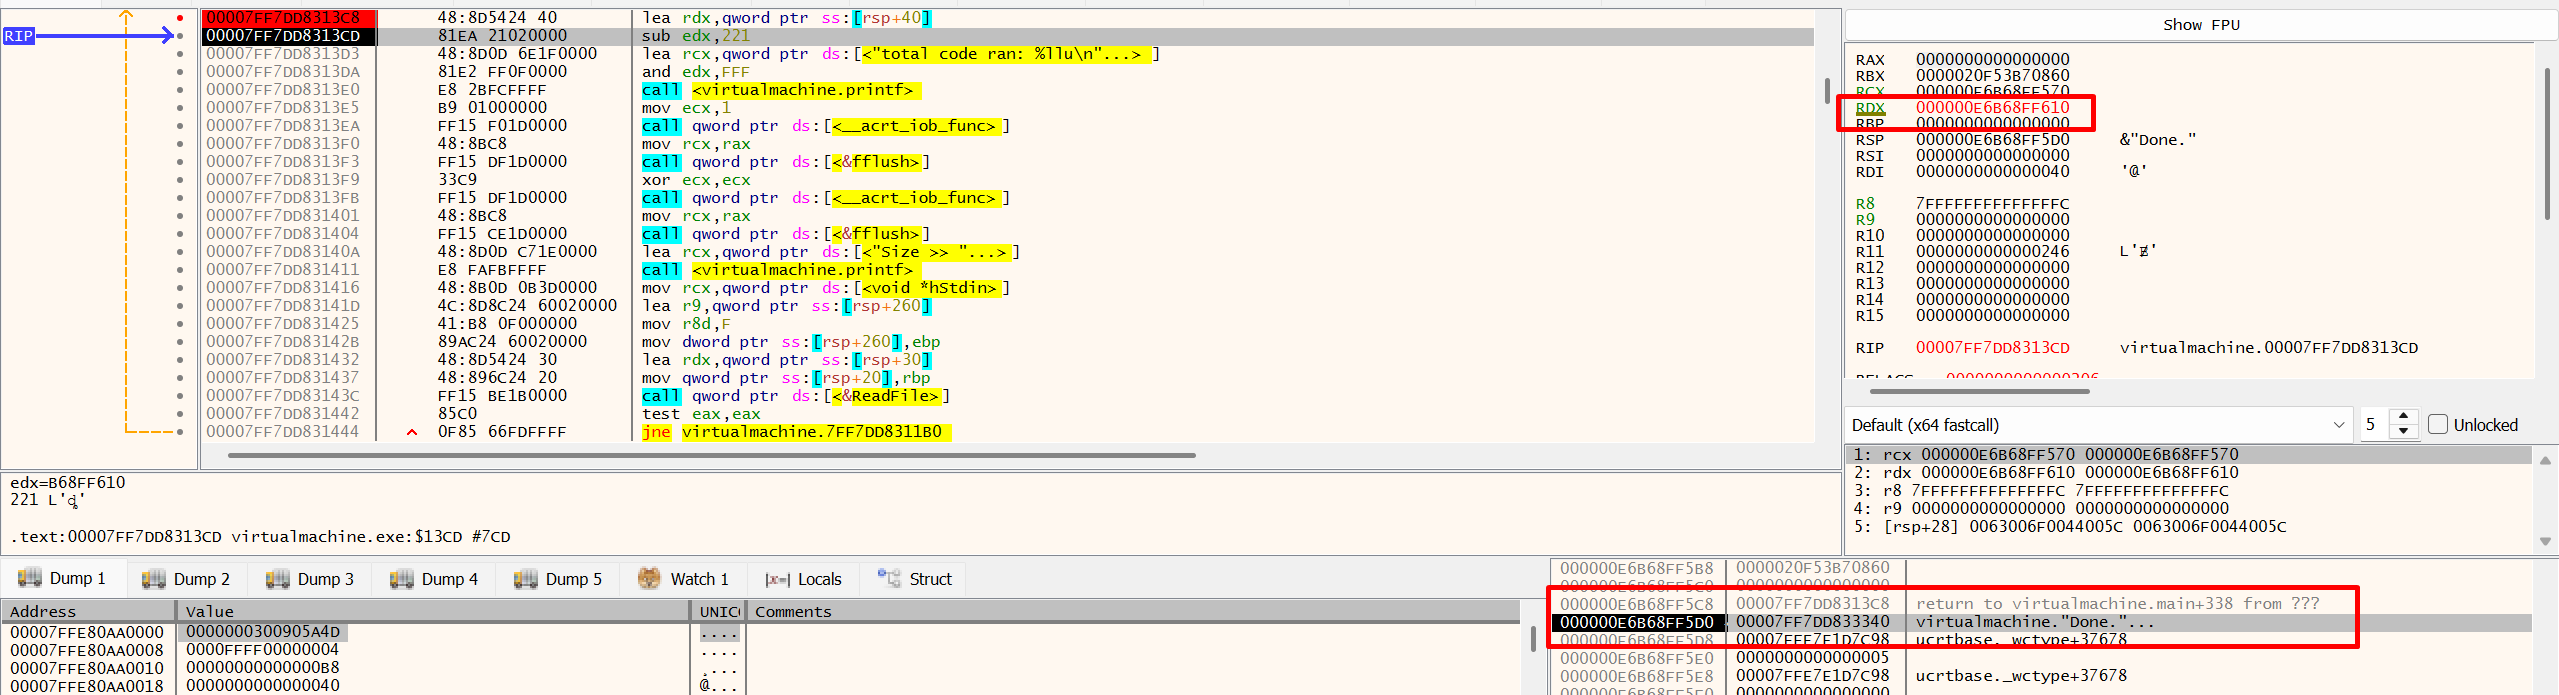 00007FF7DD8313C8 48:8D5424 40 lea rdx,qword ptr ss:[rsp+40]
RIP 00007FF7DD8313CD 81EA 21020000 sub edx,221
00007FF7DD8313D3 48:8D0D 6E1F0000 lea rcx,qword ptr ds:[<"total code ran: %llu\n"...>]
00007FF7DD8313DA 81E2 FF0F0000 and edx,FFF
00007FF7DD8313E0 E8 2BFCFFFF call <virtualmachine.printf>
00007FF7DD8313E5 B9 01000000 mov ecx,1
00007FF7DD8313EA FF15 F01D0000 call qword ptr ds:[<__acrt_iob_func>]
00007FF7DD8313F0 48:8BC8 mov rcx,rax
00007FF7DD8313F3 FF15 DF1D0000 call qword ptr ds:[<&fflush>]
00007FF7DD8313F9 33C9 xor ecx,ecx
00007FF7DD8313FB FF15 DF1D0000 call qword ptr ds:[<__acrt_iob_func>]
00007FF7DD831401 48:8BC8 mov rcx,rax
00007FF7DD831404 FF15 CE1D0000 call qword ptr ds:[<&fflush>]
00007FF7DD83140A 48:8D0D C71E0000 lea rcx,qword ptr ds:[<"Size >> "...>]
00007FF7DD831411 E8 FAFBFFFF call <virtualmachine.printf>
00007FF7DD831416 48:8B0D 0B3D0000 mov rcx,qword ptr ds:[<void *hStdin>]
00007FF7DD83141D 4C:8D8C24 60020000 lea r9,qword ptr ss:[rsp+260]
00007FF7DD831425 41:B8 0F000000 mov r8d,F
00007FF7DD83142B 89AC24 60020000 mov dword ptr ss:[rsp+260],ebp
00007FF7DD831432 48:8D5424 30 lea rdx,qword ptr ss:[rsp+30]
00007FF7DD831437 48:896C24 20 mov qword ptr ss:[rsp+20],rbp
00007FF7DD83143C FF15 BE1B0000 call qword ptr ds:[<&ReadFile>]
00007FF7DD831442 85C0 test eax,eax
00007FF7DD831444 0F85 66FDFFFF jne virtualmachine.7FF7DD8311B0
Show FPU
RAX 0000000000000000
RBX 0000020F53B70860
RCX 000000E6B68FF570
RDX 000000E6B68FF610
RBP 0000000000000000
RSP 000000E6B68FF5D0 &"Done."
RSI 0000000000000000
RDI 0000000000000040 '@'
R8 7FFFFFFFFFFFFFFC
R9 0000000000000000
R10 0000000000000000
R11 0000000000000246 L'Ɇ'
R12 0000000000000000
R13 0000000000000000
R14 0000000000000000
R15 0000000000000000
RIP 00007FF7DD8313CD virtualmachine.00007FF7DD8313CD
Default (x64 fastcall) 5 Unlocked
1: rcx 000000E6B68FF570 000000E6B68FF570
2: rdx 000000E6B68FF610 000000E6B68FF610
3: r8 7FFFFFFFFFFFFFFC 7FFFFFFFFFFFFFFC
4: r9 0000000000000000 0000000000000000
5: [rsp+28] 0063006F0044005C 0063006F0044005C
edx=B68FF610
221 L'ȡ'
.text:00007FF7DD8313CD virtualmachine.exe:$13CD #7CD
Dump 1 Dump 2 Dump 3 Dump 4 Dump 5 Watch 1 Locals Struct
Address Value UNIC Comments
00007FFE80AA0000 0000000300905A4D ....
00007FFE80AA0008 0000FFFF00000004 ....
00007FFE80AA0010 00000000000000B8 ¸...
00007FFE80AA0018 0000000000000040 @...
000000E6B68FF5B8 0000020F53B70860
000000E6B68FF5C0 0000000000000000
000000E6B68FF5C8 00007FF7DD8313C8 return to virtualmachine.main+338 from ???
000000E6B68FF5D0 00007FF7DD833340 virtualmachine."Done."...
000000E6B68FF5D8 00007FFE7E1D7C98 ucrtbase._wctype+37678
000000E6B68FF5E0 0000000000000005
000000E6B68FF5E8 00007FFE7E1D7C98 ucrtbase._wctype+37678
000000E6B68FF5F0 0000000000000000